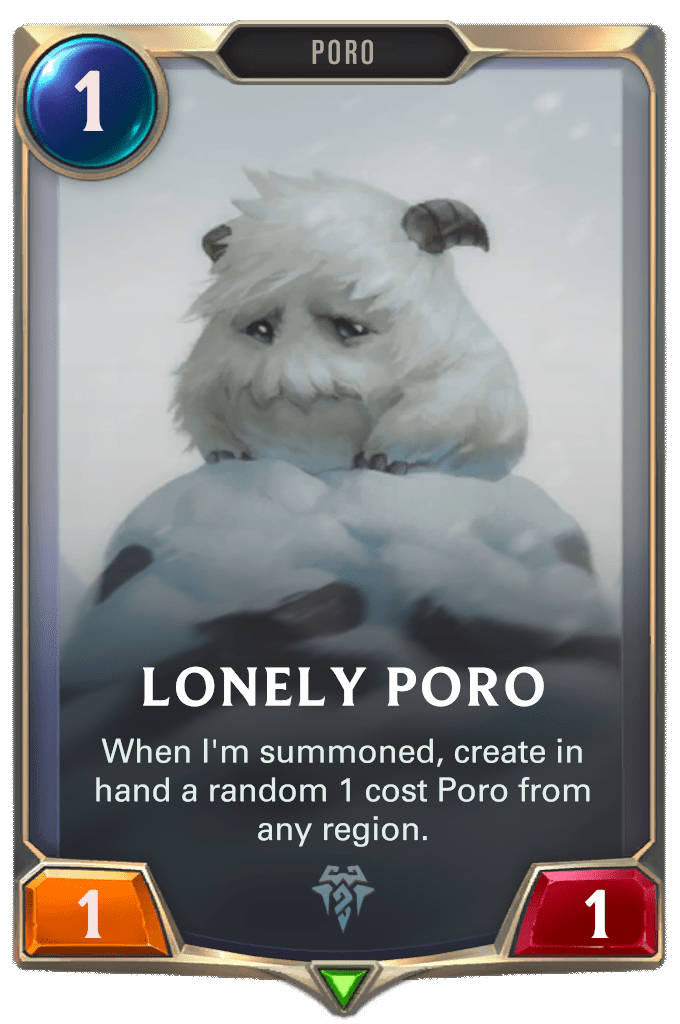 PORO
1
LONELY PORO
When I'm summoned, create in
hand a random 1 cost Poro from
any region.
1
1